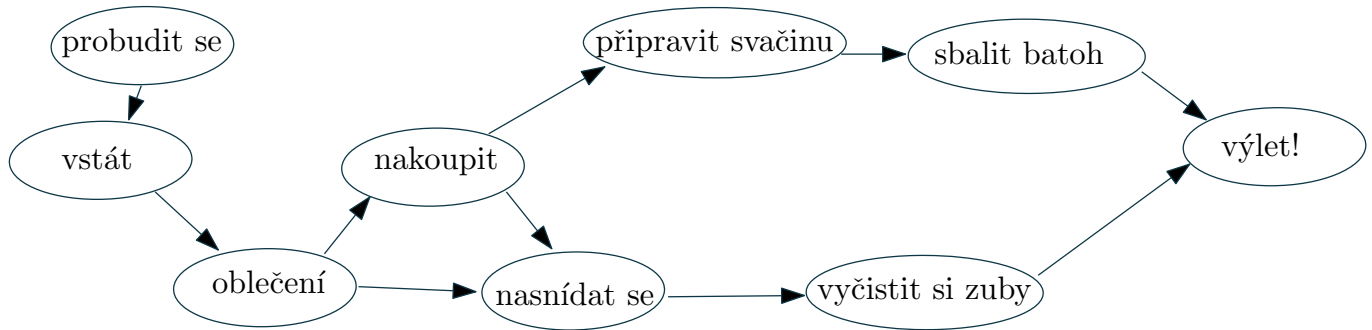 probudit se
připravit svačinu
sbalit batoh
vstát
nakoupit
výlet!
oblečení
nasnídat se
vyčistit si zuby